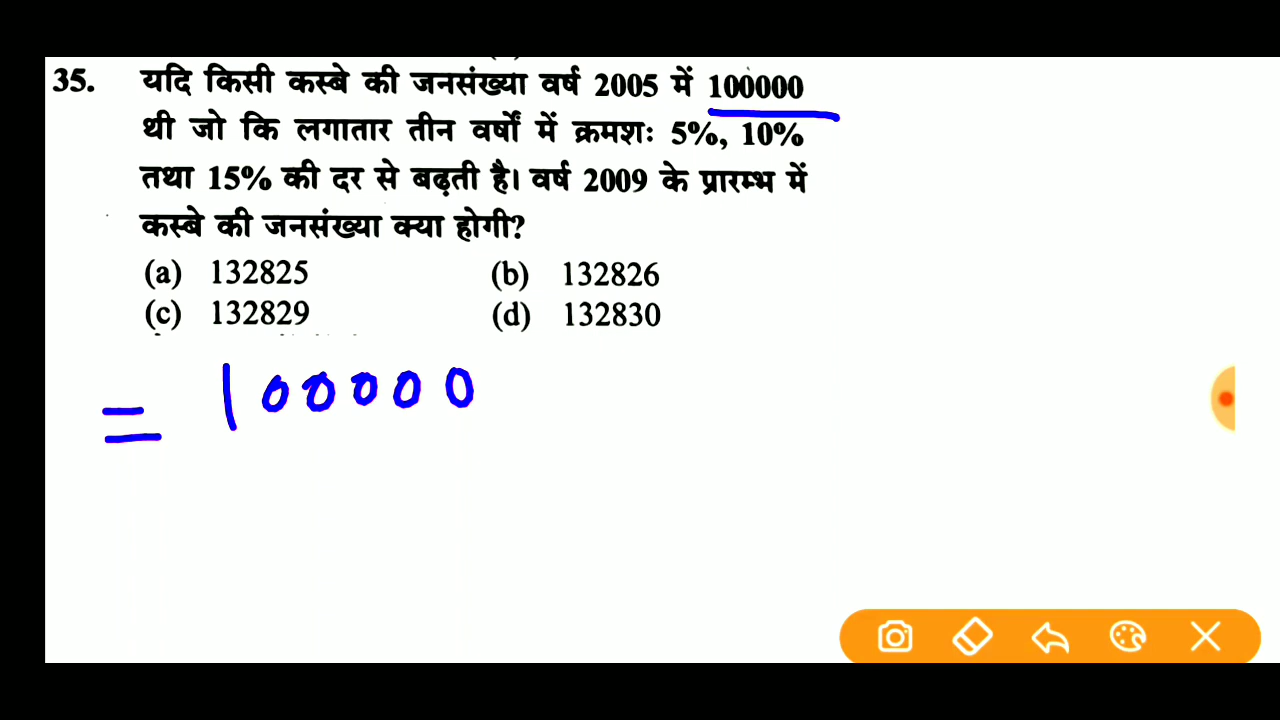 35. यदि किसी कस्बे की जनसंख्या वर्ष 2005 में 100000
थी जो कि लगातार तीन वर्षों में क्रमशः 5%, 10%
तथा 15% की दर से बढ़ती है। वर्ष 2009 के प्रारम्भ में
कस्बे की जनसंख्या क्या होगी?
(a) 132825 (b) 132826
(c) 132829 (d) 132830
= 100000